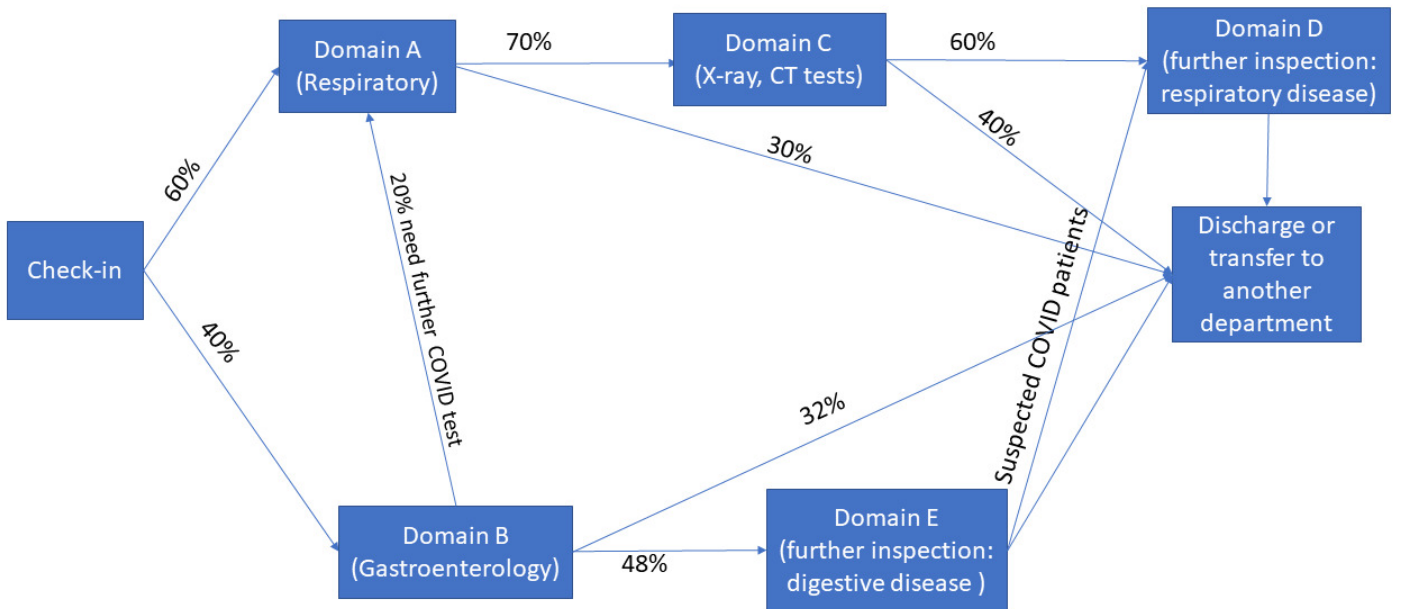 Domain A
(Respiratory)
70%
Domain C
(X-ray, CT tests)
60%
Domain D
(further inspection:
respiratory disease)
60%
20% need further COVID test
30%
40%
Check-in
Discharge or
transfer to
another
department
40%
Suspected COVID patients
32%
Domain B
(Gastroenterology)
48%
Domain E
(further inspection:
digestive disease )